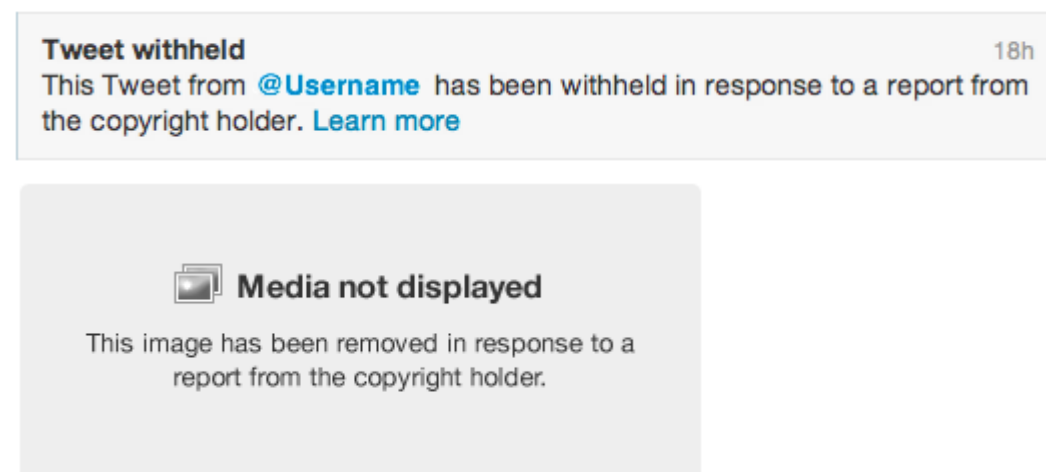 Tweet withheld 18h
This Tweet from @Username has been withheld in response to a report from
the copyright holder. Learn more
Media not displayed
This image has been removed in response to a
report from the copyright holder.